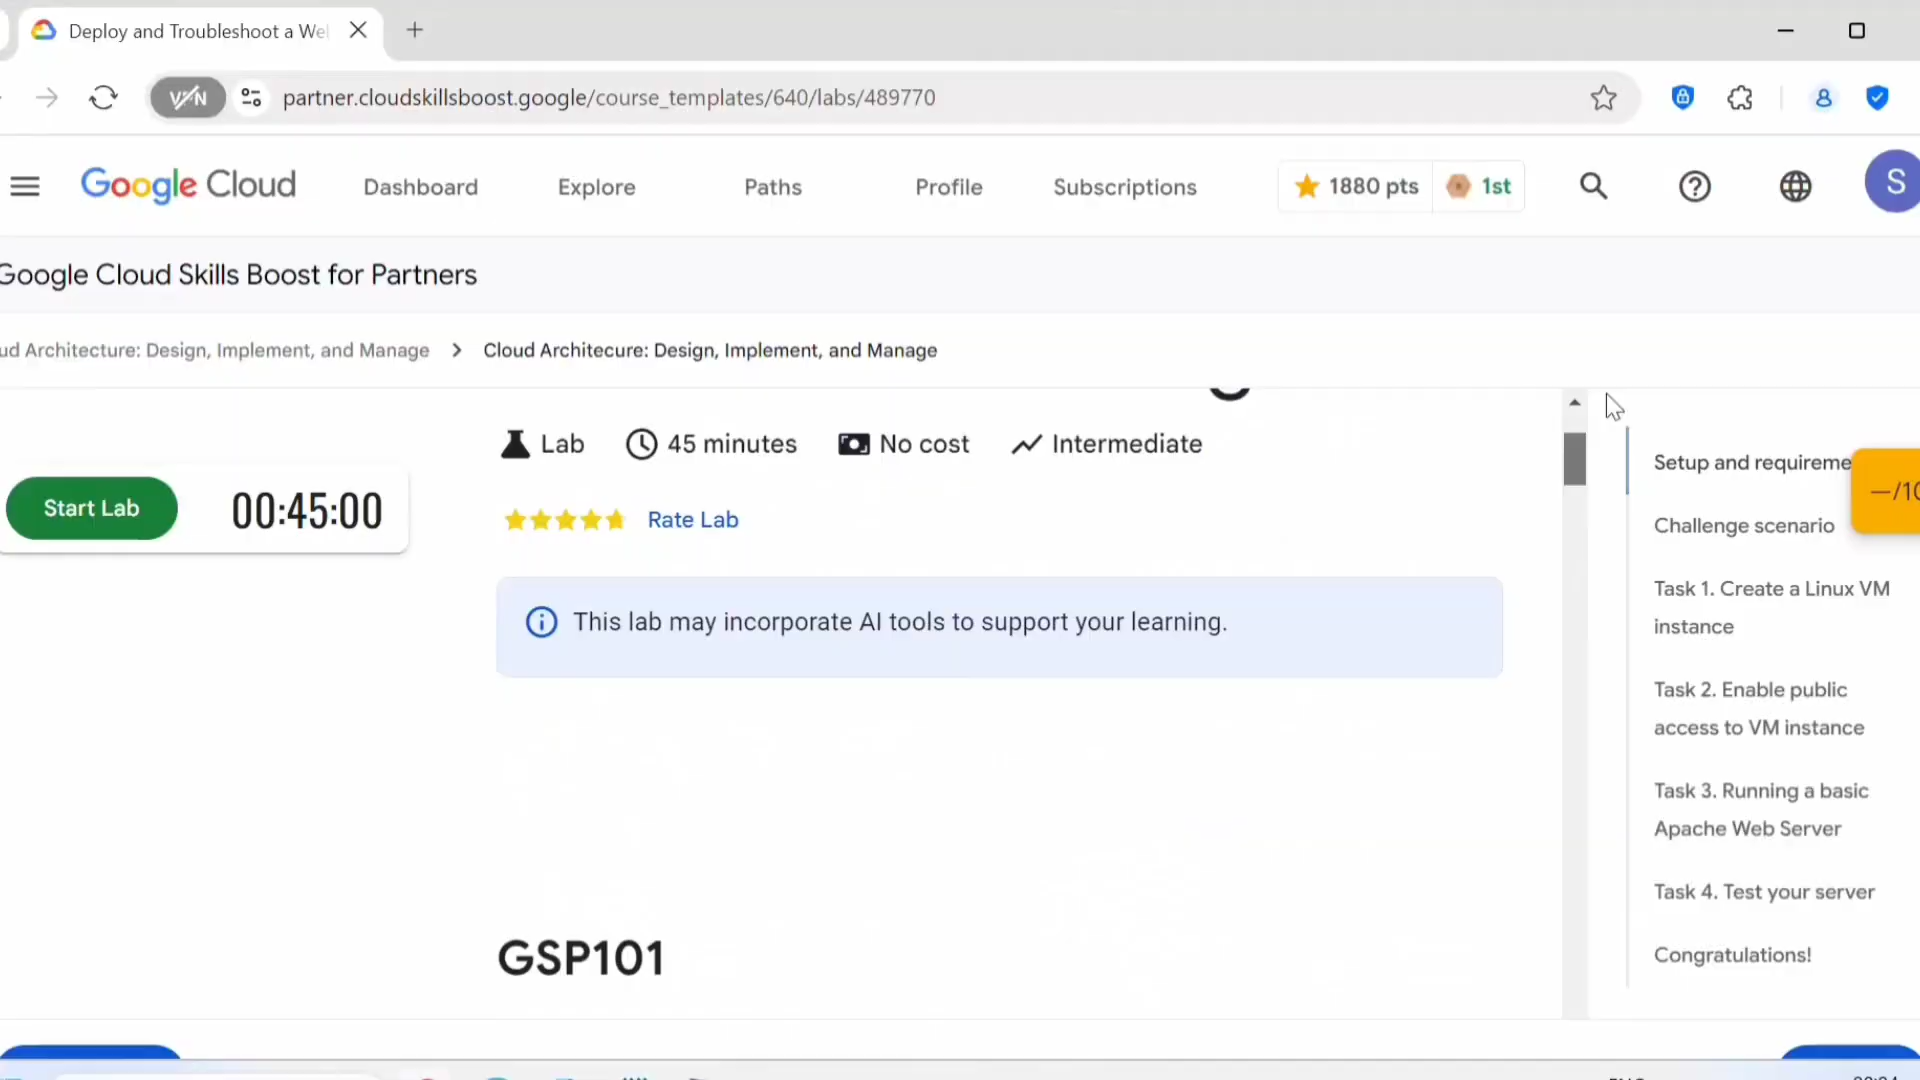 Deploy and Troubleshoot a We
VPN
partner.cloudskillsboost.google/course_templates/640/labs/489770
Google Cloud
Dashboard
Explore
Paths
Profile
Subscriptions
1880 pts
1st
S
Google Cloud Skills Boost for Partners
ud Architecture: Design, Implement, and Manage
Cloud Architecure: Design, Implement, and Manage
Lab
45 minutes
No cost
Intermediate
Start Lab
00:45:00
Rate Lab
This lab may incorporate AI tools to support your learning.
GSP101
Setup and requireme
—/10
Challenge scenario
Task 1. Create a Linux VM
instance
Task 2. Enable public
access to VM instance
Task 3. Running a basic
Apache Web Server
Task 4. Test your server
Congratulations!